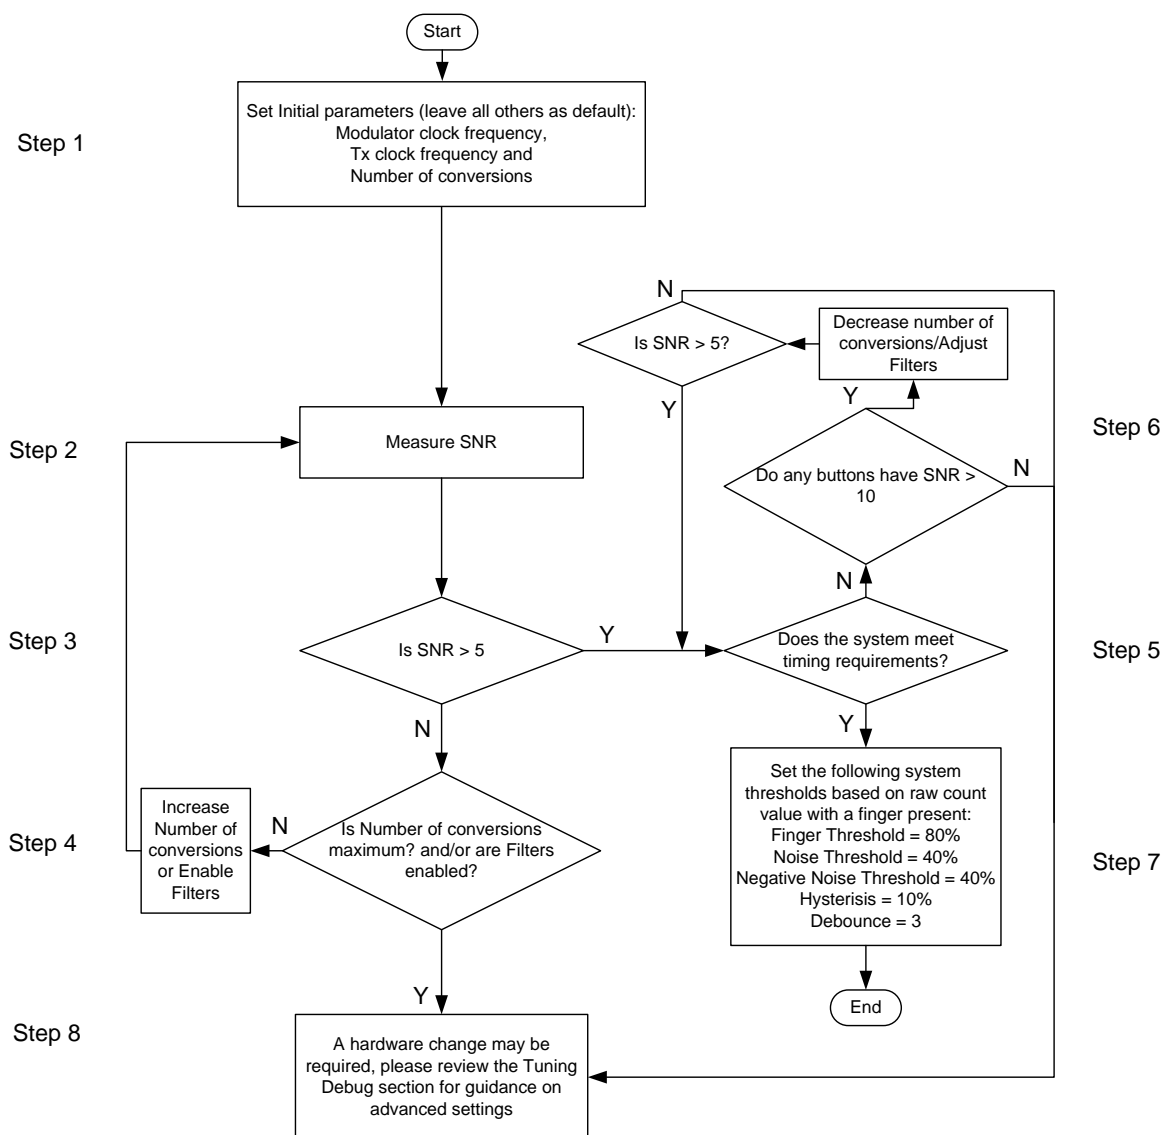 Start
Step 1
Set Initial parameters (leave all others as default):
Modulator clock frequency,
Tx clock frequency and
Number of conversions
N
Is SNR > 5?
Decrease number of
conversions/Adjust
Filters
Y
Y
Step 2
Measure SNR
Step 6
Do any buttons have SNR >
10
N
N
Step 3
Is SNR > 5
Y
Does the system meet
timing requirements?
Step 5
N
Y
Step 4
Increase
Number of
conversions
or Enable
Filters
N
Is Number of conversions
maximum? and/or are Filters
enabled?
Set the following system
thresholds based on raw count
value with a finger present:
Finger Threshold = 80%
Noise Threshold = 40%
Negative Noise Threshold = 40%
Hysterisis = 10%
Debounce = 3
Step 7
Y
End
Step 8
A hardware change may be
required, please review the Tuning
Debug section for guidance on
advanced settings